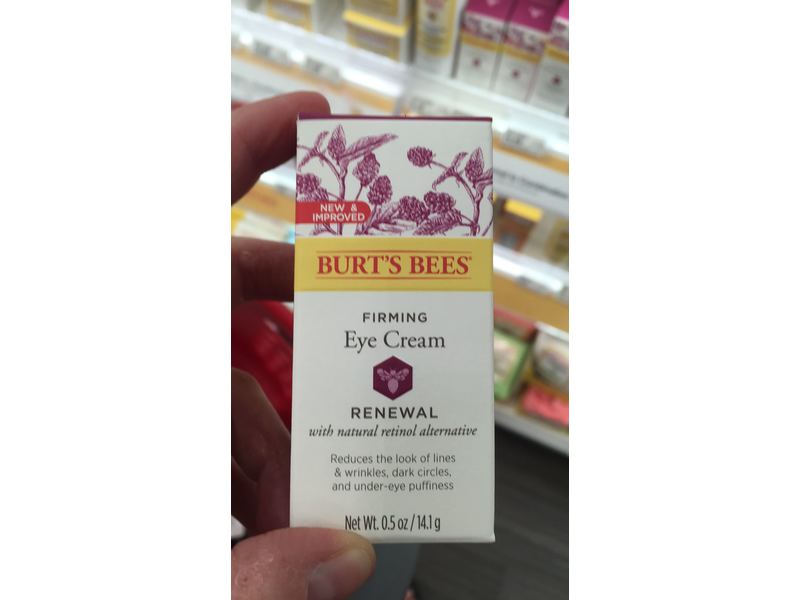 NEW &
IMPROVED
BURT'S BEES
FIRMING
Eye Cream
RENEWAL
with natural retinol alternative
Reduces the look of lines
& wrinkles, dark circles,
and under-eye puffiness
Net Wt. 0.5 oz / 14.1 g